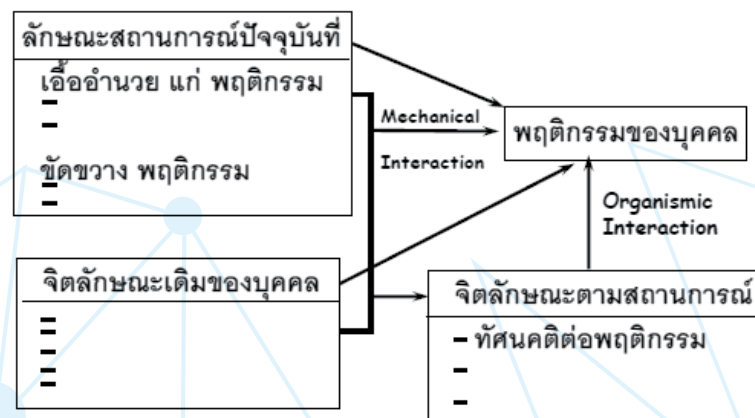 ลักษณะสถานการณ์ปัจจุบันที่
เอื้ออำนวย แก่ พฤติกรรม
-
-
ขัดขวาง พฤติกรรม
-
-
Mechanical
Interaction
พฤติกรรมของบุคคล
Organismic
Interaction
จิตลักษณะเดิมของบุคคล
-
-
-
-
-
จิตลักษณะตามสถานการณ์
- ทัศนคติต่อพฤติกรรม
-
-